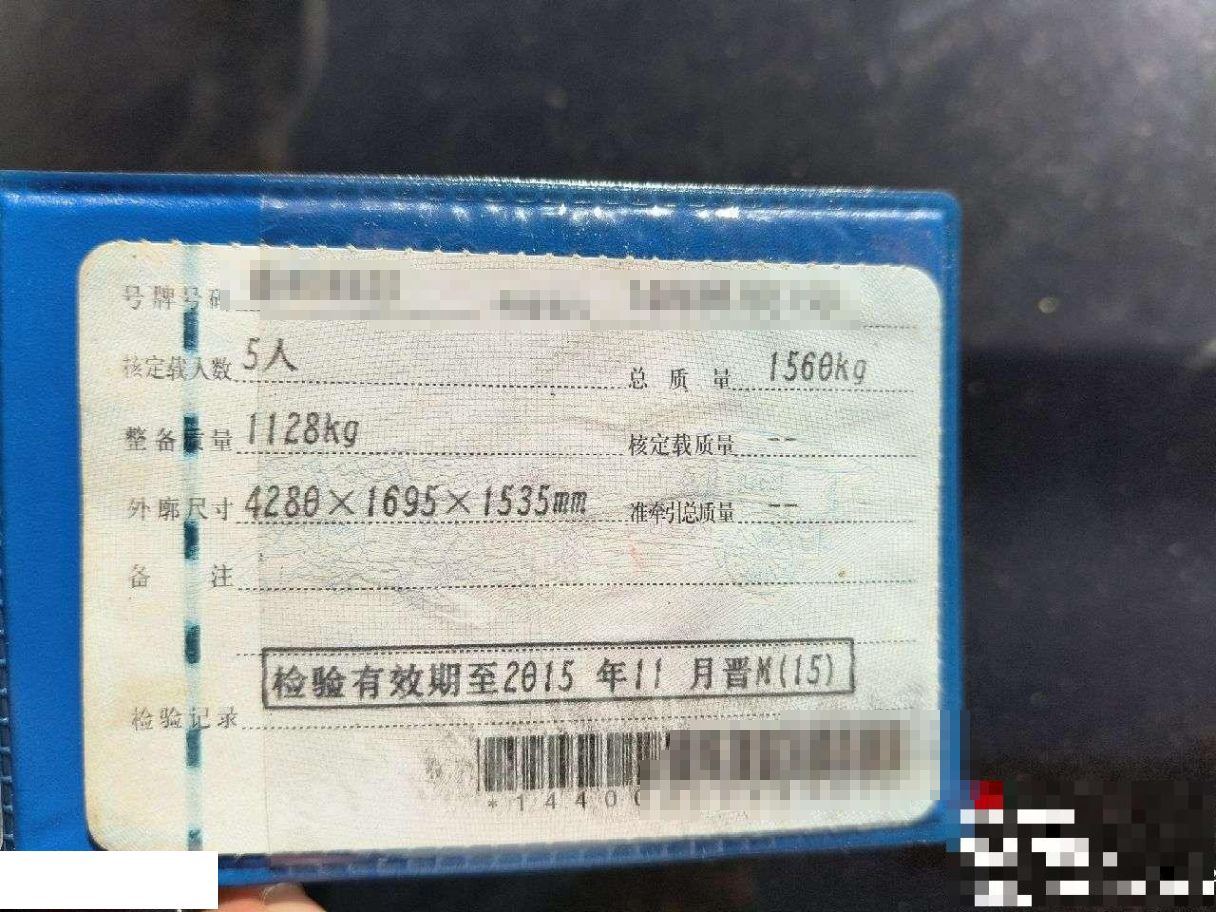 号牌号码
核定载人数 5人 总质量 1560kg
整备质量 1128kg 核定载质量 --
外廓尺寸 4280×1695×1535mm 准牵引总质量 --
备注
检验有效期至2015 年11 月晋M(15)
检验记录
*14400